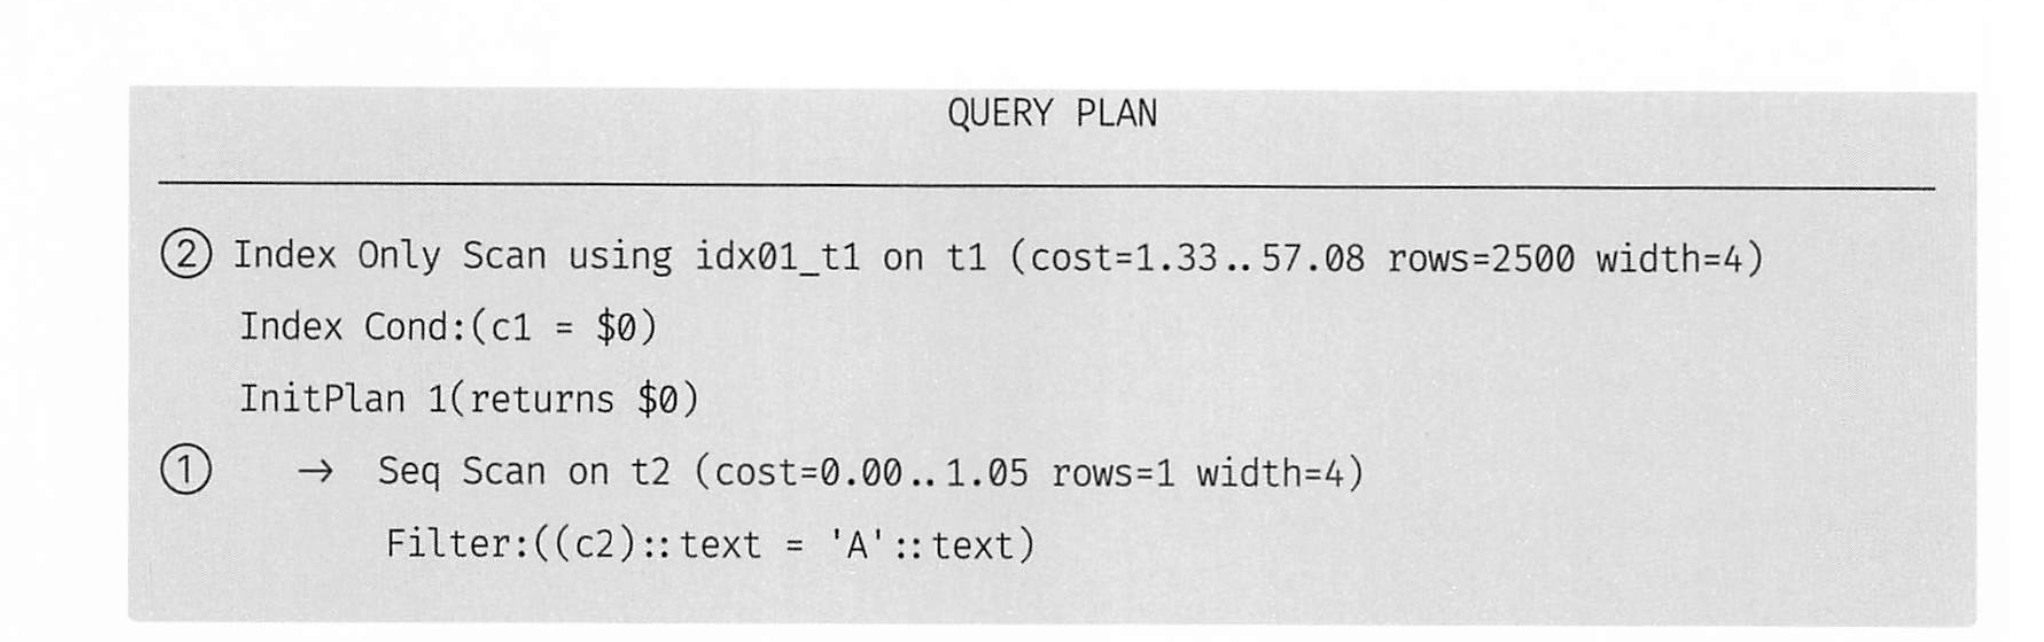 QUERY PLAN
② Index Only Scan using idx01_t1 on t1 (cost=1.33..57.08 rows=2500 width=4)
Index Cond:(c1 = $0)
InitPlan 1(returns $0)
① → Seq Scan on t2 (cost=0.00..1.05 rows=1 width=4)
Filter:((c2)::text = 'A'::text)